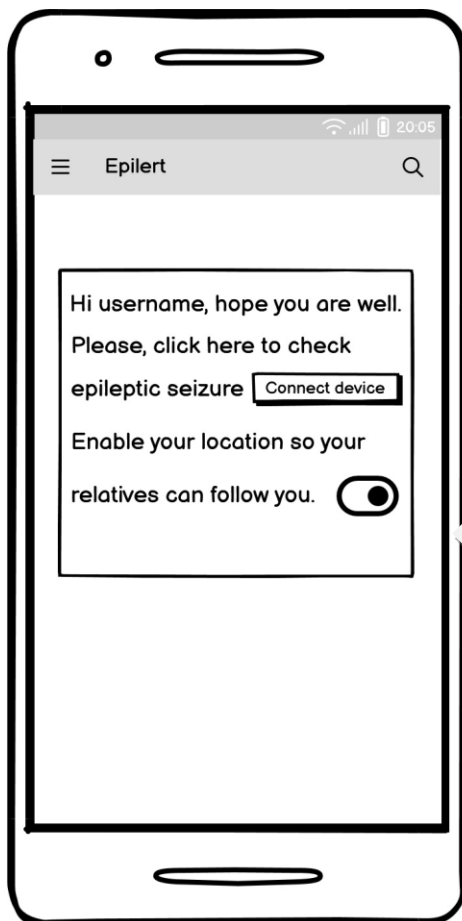 20:05
Epilert
Hi username, hope you are well.
Please, click here to check
epileptic seizure Connect device
Enable your location so your
relatives can follow you.